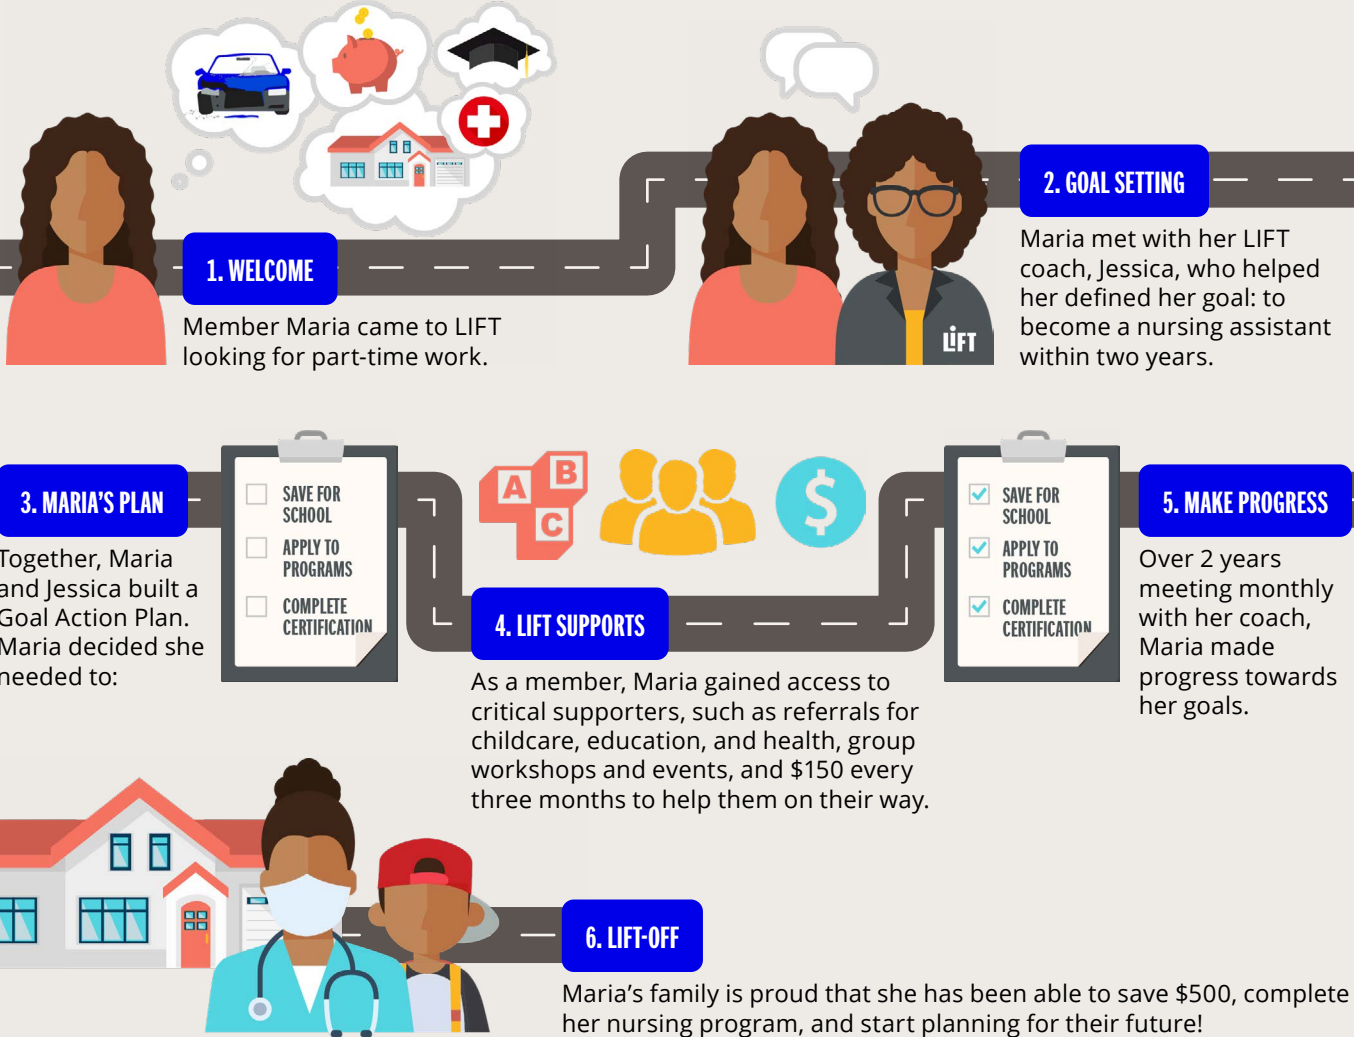 1. WELCOME
Member Maria came to LIFT
looking for part-time work.
LIFT
2. GOAL SETTING
Maria met with her LIFT
coach, Jessica, who helped
her defined her goal: to
become a nursing assistant
within two years.
3. MARIA'S PLAN
Together, Maria
and Jessica built a
Goal Action Plan.
Maria decided she
needed to:
SAVE FOR
SCHOOL
APPLY TO
PROGRAMS
COMPLETE
CERTIFICATION
A B
C
$
4. LIFT SUPPORTS
As a member, Maria gained access to
critical supporters, such as referrals for
childcare, education, and health, group
workshops and events, and $150 every
three months to help them on their way.
SAVE FOR
SCHOOL
APPLY TO
PROGRAMS
COMPLETE
CERTIFICATION
5. MAKE PROGRESS
Over 2 years
meeting monthly
with her coach,
Maria made
progress towards
her goals.
6. LIFT-OFF
Maria's family is proud that she has been able to save $500, complete
her nursing program, and start planning for their future!